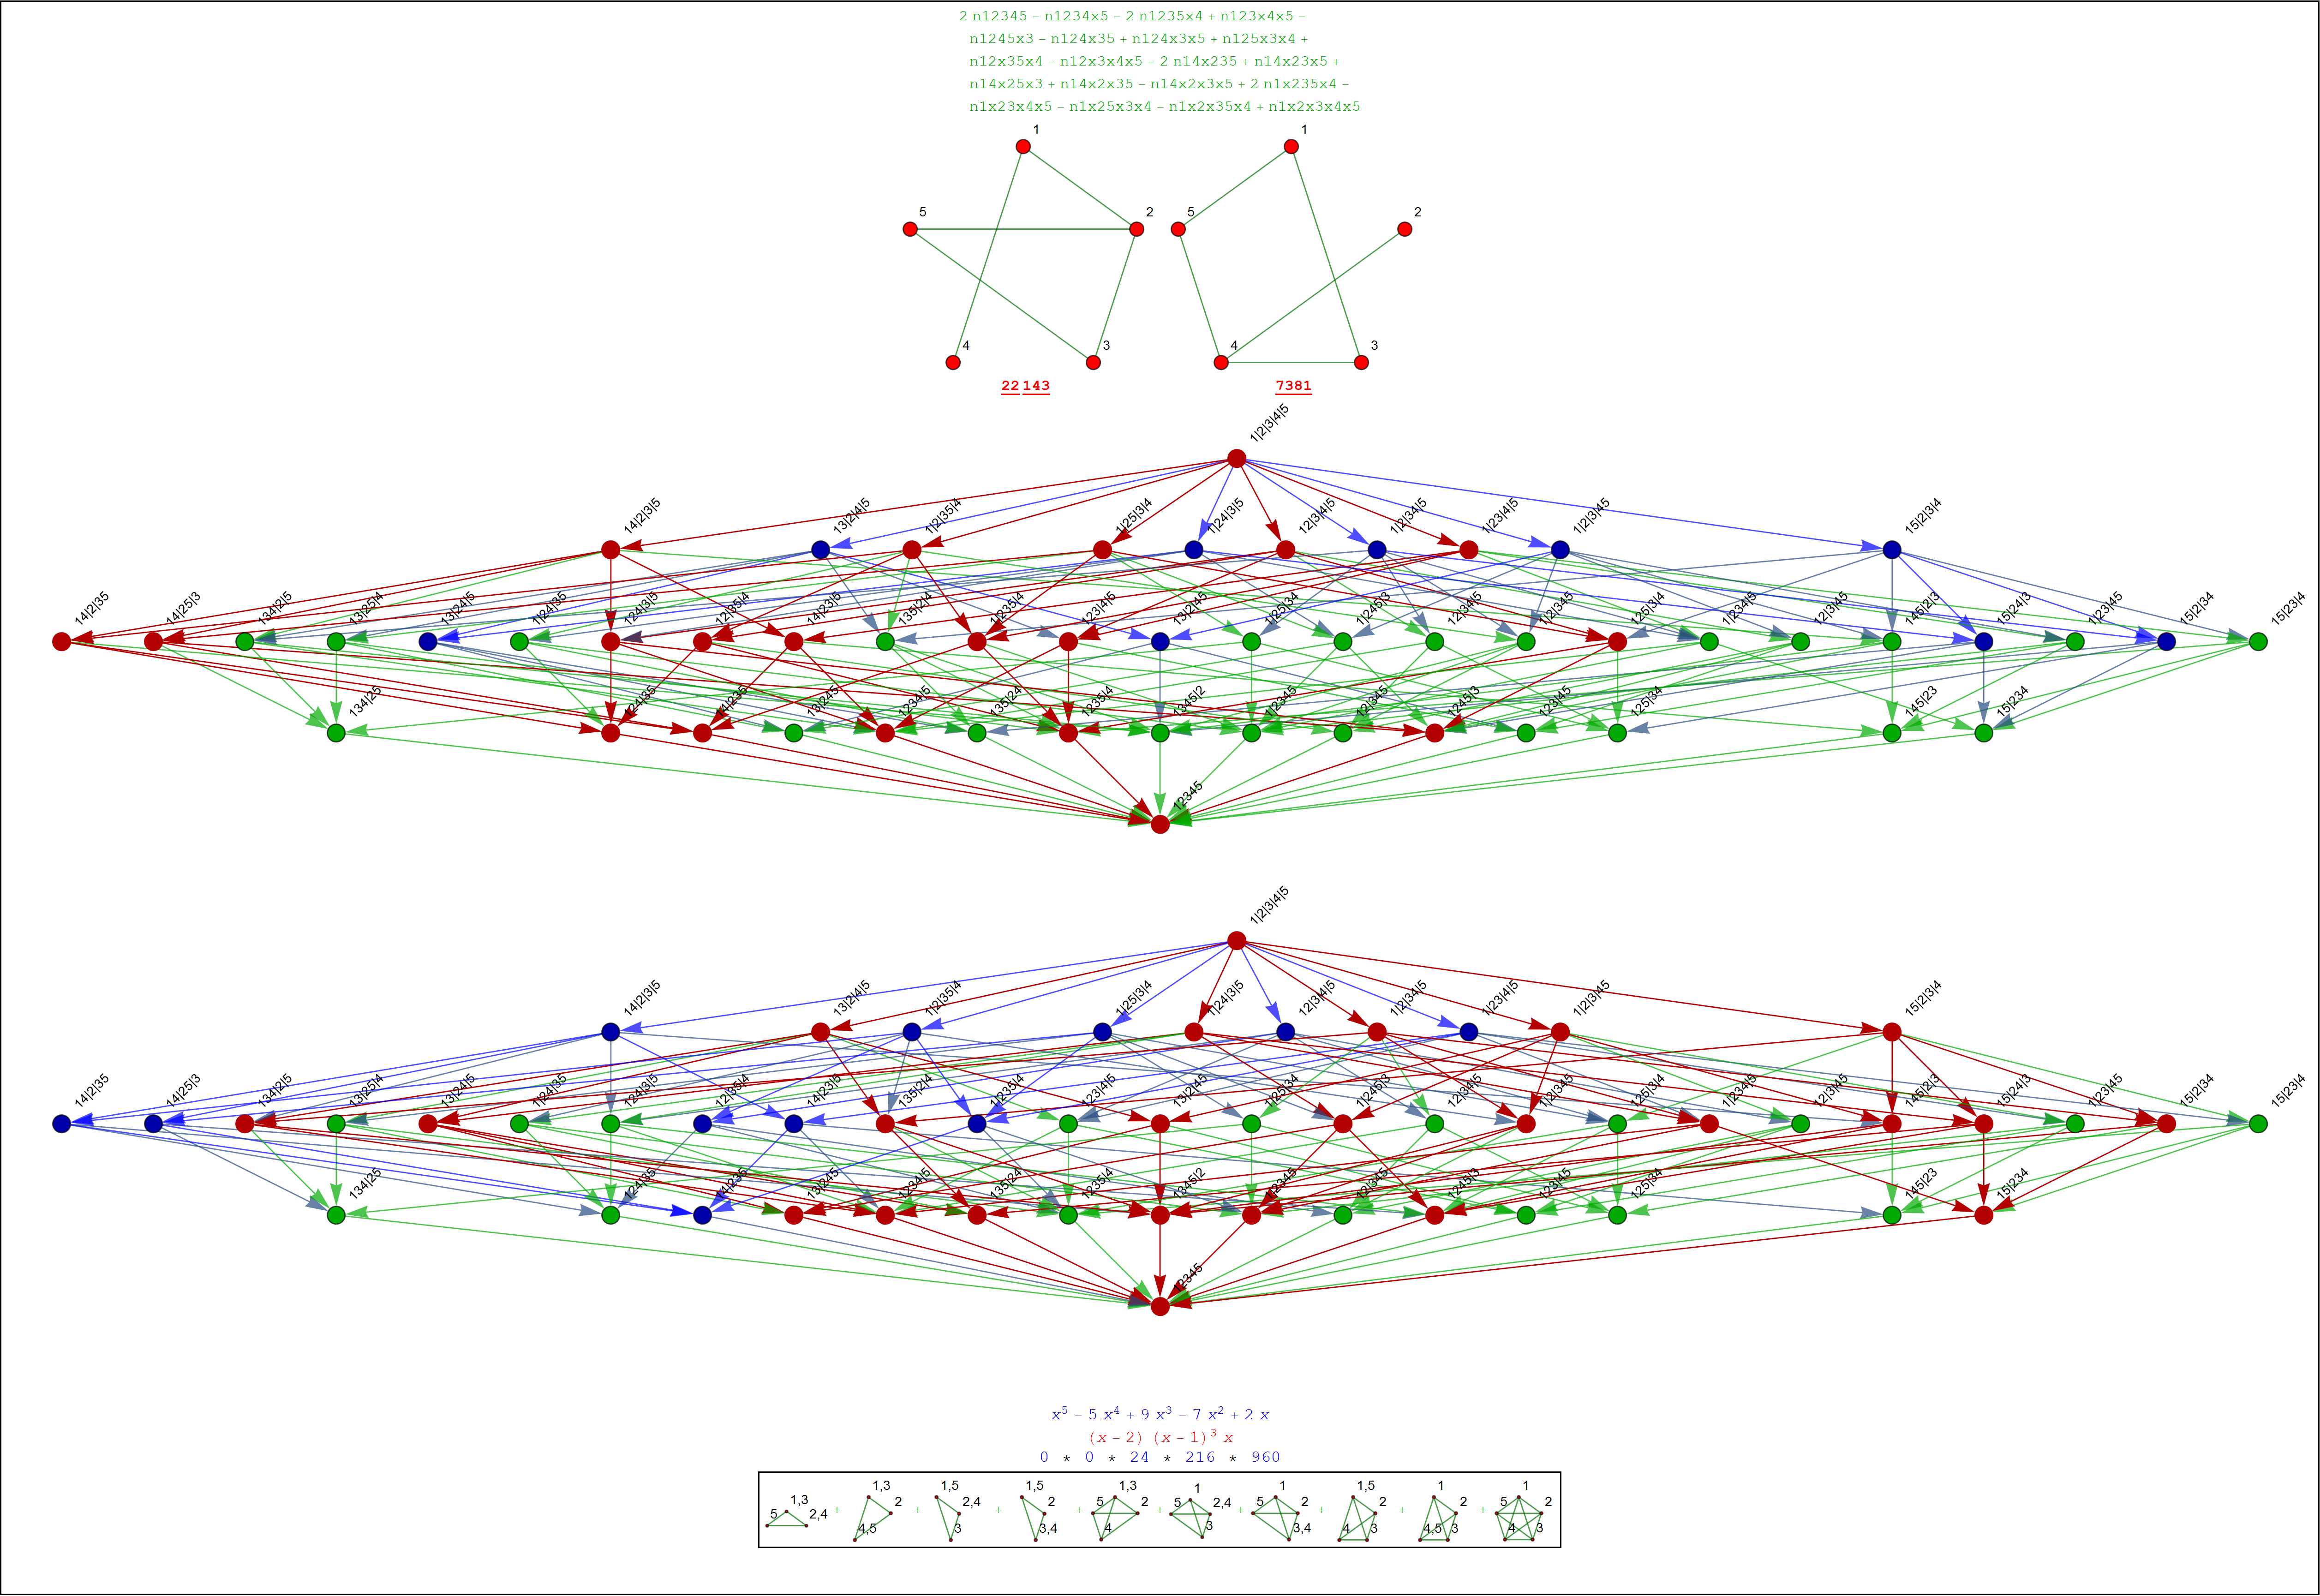 2 n12345 − n1234x5 − 2 n1235x4 + n123x4x5 −
n1245x3 − n124x35 + n124x3x5 + n125x3x4 +
n12x35x4 − n12x3x4x5 − 2 n14x235 + n14x23x5 +
n14x25x3 + n14x2x35 − n14x2x3x5 + 2 n1x235x4 −
n1x23x4x5 − n1x25x3x4 − n1x2x35x4 + n1x2x3x4x5
1 1
5 2 5 2
4 3 4 3
22 143 7381
1|2|3|4|5
14|2|3|5 13|2|4|5 1|2|35|4 1|25|3|4 1|24|3|5 12|3|4|5 1|2|34|5 1|23|4|5 1|2|3|45 15|2|3|4
14|2|35 14|25|3 134|2|5 13|25|4 13|24|5 1|24|35 124|3|5 12|35|4 14|23|5 135|2|4 1|235|4 123|4|5 13|2|45 1|25|34 1|245|3 12|34|5 1|2|345 125|3|4 1|234|5 12|3|45 145|2|3 15|24|3 1|23|45 15|2|34 15|23|4
134|25 124|35 14|235 13|245 1234|5 135|24 1235|4 1345|2 1|2345 12|345 1245|3 123|45 125|34 145|23 15|234
12345
1|2|3|4|5
14|2|3|5 13|2|4|5 1|2|35|4 1|25|3|4 1|24|3|5 12|3|4|5 1|2|34|5 1|23|4|5 1|2|3|45 15|2|3|4
14|2|35 14|25|3 134|2|5 13|25|4 13|24|5 1|24|35 124|3|5 12|35|4 14|23|5 135|2|4 1|235|4 123|4|5 13|2|45 1|25|34 1|245|3 12|34|5 1|2|345 125|3|4 1|234|5 12|3|45 145|2|3 15|24|3 1|23|45 15|2|34 15|23|4
134|25 124|35 14|235 13|245 1234|5 135|24 1235|4 1345|2 1|2345 12|345 1245|3 123|45 125|34 145|23 15|234
12345
x⁵ − 5 x⁴ + 9 x³ − 7 x² + 2 x
(x − 2) (x − 1)³ x
0 * 0 * 24 * 216 * 960
1,3 5 2,4 + 1,3 2 4,5 + 1,5 2,4 3 + 1,5 2 3,4 + 1,3 5 2 4 + 1 5 2,4 3 + 1 5 2 3,4 + 1,5 2 4 3 + 1 2 4,5 3 + 1 5 2 4 3